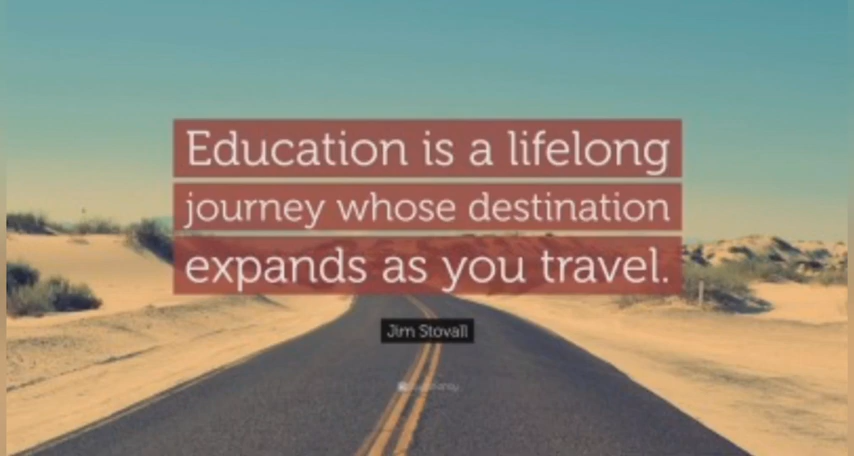 Education is a lifelong
journey whose destination
expands as you travel.
Jim Stovall